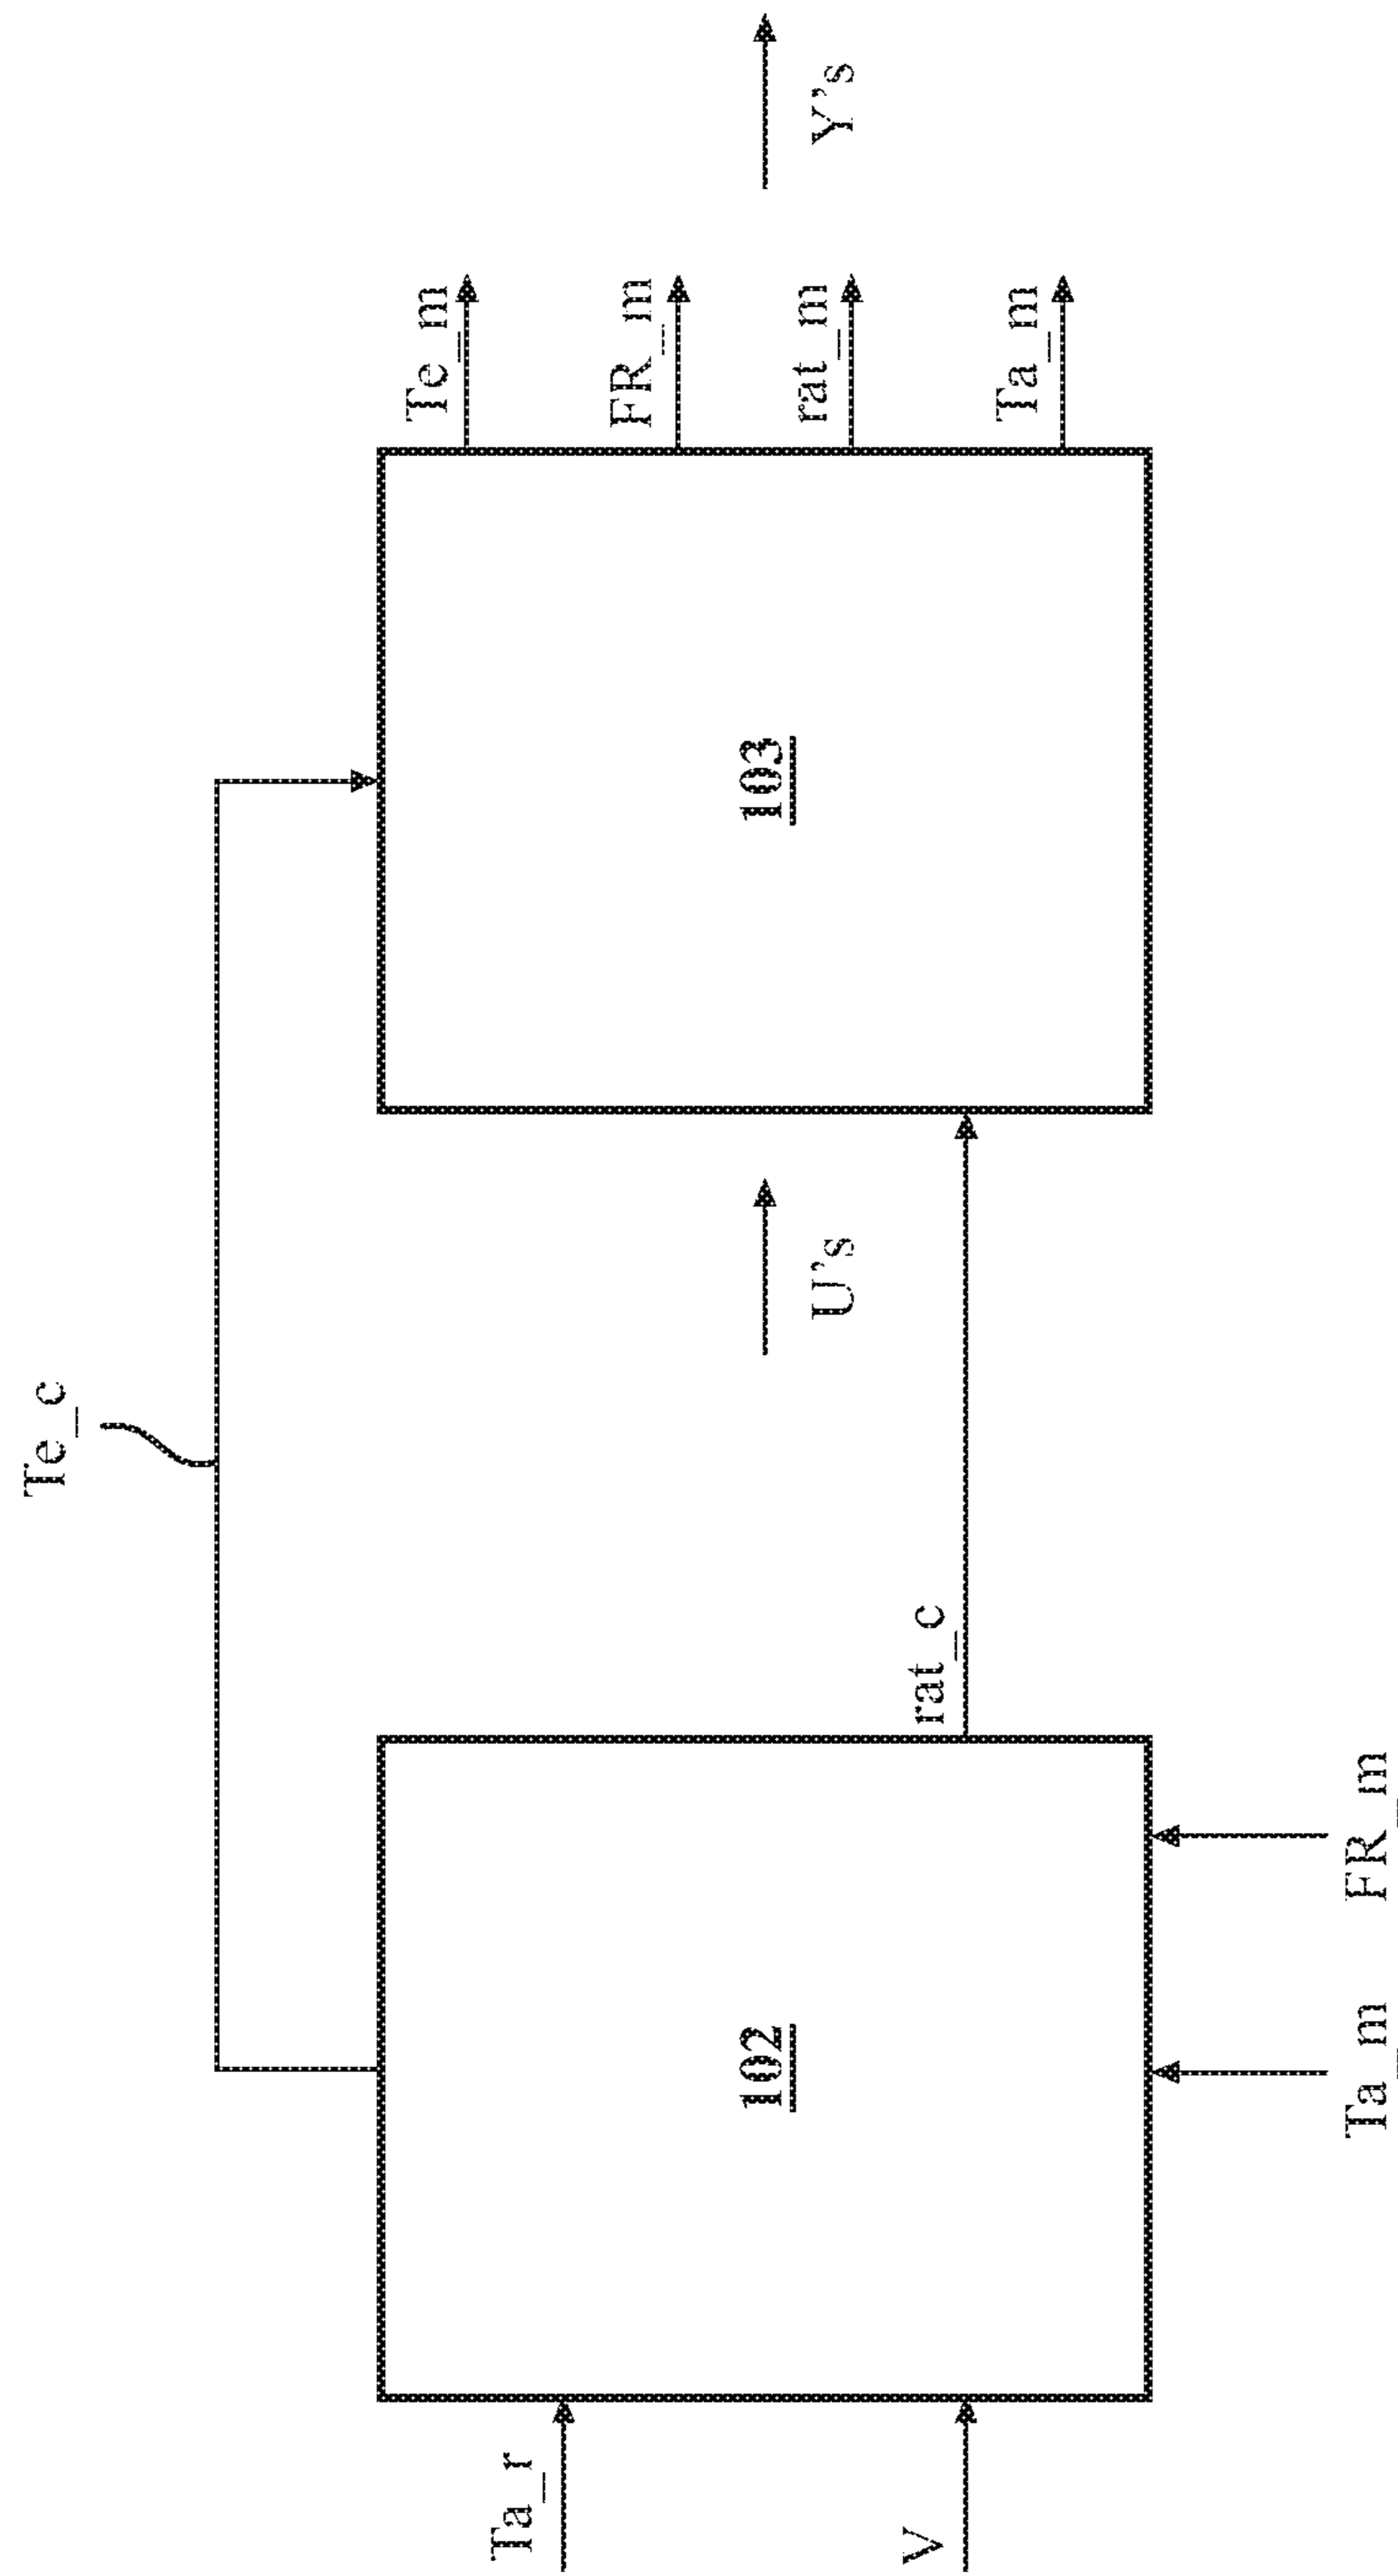 Te_c
Ta_r
V
102
Ta_m
FR_m
rat_c
U's
103
Te_m
FR_m
rat_m
Ta_m
Y's